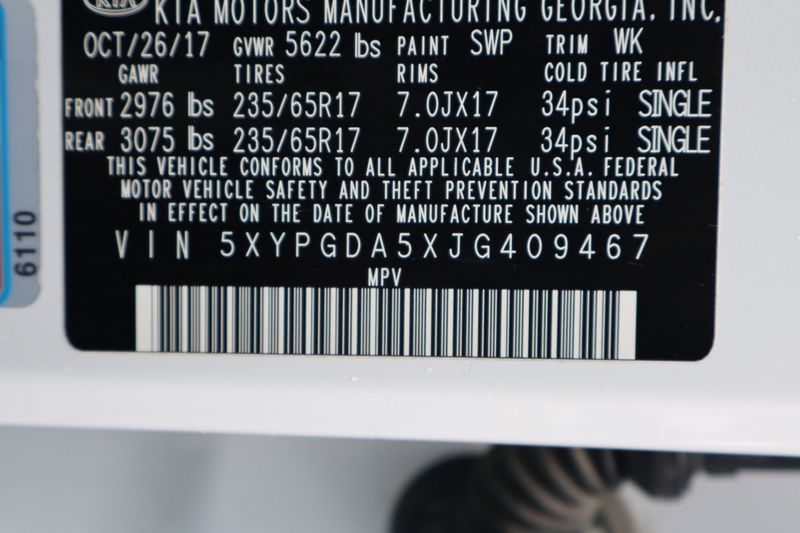 KIA
KIA MOTORS MANUFACTURING GEORGIA, INC.
OCT/26/17 GVWR 5622 lbs PAINT SWP TRIM WK
GAWR TIRES RIMS COLD TIRE INFL
FRONT 2976 lbs 235/65R17 7.0JX17 34psi SINGLE
REAR 3075 lbs 235/65R17 7.0JX17 34psi SINGLE
THIS VEHICLE CONFORMS TO ALL APPLICABLE U.S.A. FEDERAL
MOTOR VEHICLE SAFETY AND THEFT PREVENTION STANDARDS
IN EFFECT ON THE DATE OF MANUFACTURE SHOWN ABOVE
VIN 5XYPGDA5XJG409467
MPV
6110